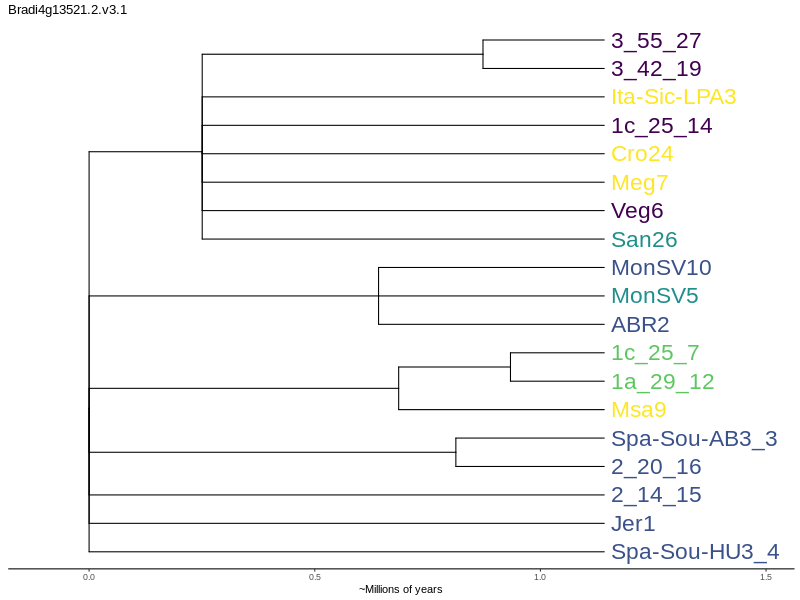 Bradi4g13521.2.v3.1
3_55_27
3_42_19
Ita-Sic-LPA3
1c_25_14
Cro24
Meg7
Veg6
San26
MonSV10
MonSV5
ABR2
1c_25_7
1a_29_12
Msa9
Spa-Sou-AB3_3
2_20_16
2_14_15
Jer1
Spa-Sou-HU3_4
0.0 0.5 1.0 1.5
~Millions of years